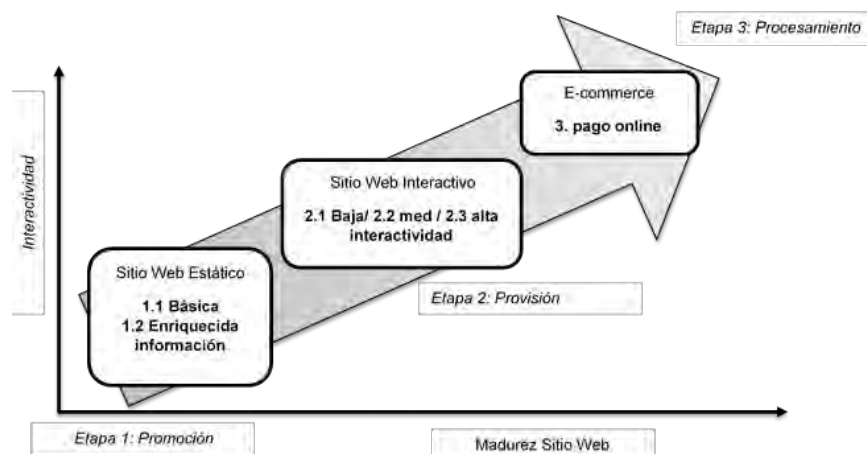 Etapa 3: Procesamiento
E-commerce
3. pago online
Interactividad
Sitio Web Interactivo
2.1 Baja/ 2.2 med / 2.3 alta
interactividad
Sitio Web Estático
1.1 Básica
1.2 Enriquecida
información
Etapa 2: Provisión
Etapa 1: Promoción
Madurez Sitio Web